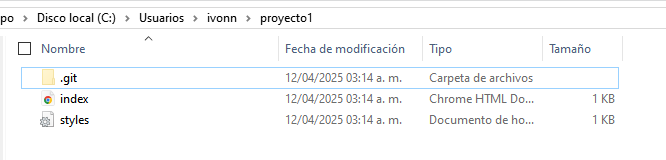 po > Disco local (C:) > Usuarios > ivonn > proyecto1
Nombre Fecha de modificación Tipo Tamaño
.git 12/04/2025 03:14 a. m. Carpeta de archivos
index 12/04/2025 03:14 a. m. Chrome HTML Do... 1 KB
styles 12/04/2025 03:14 a. m. Documento de ho... 1 KB